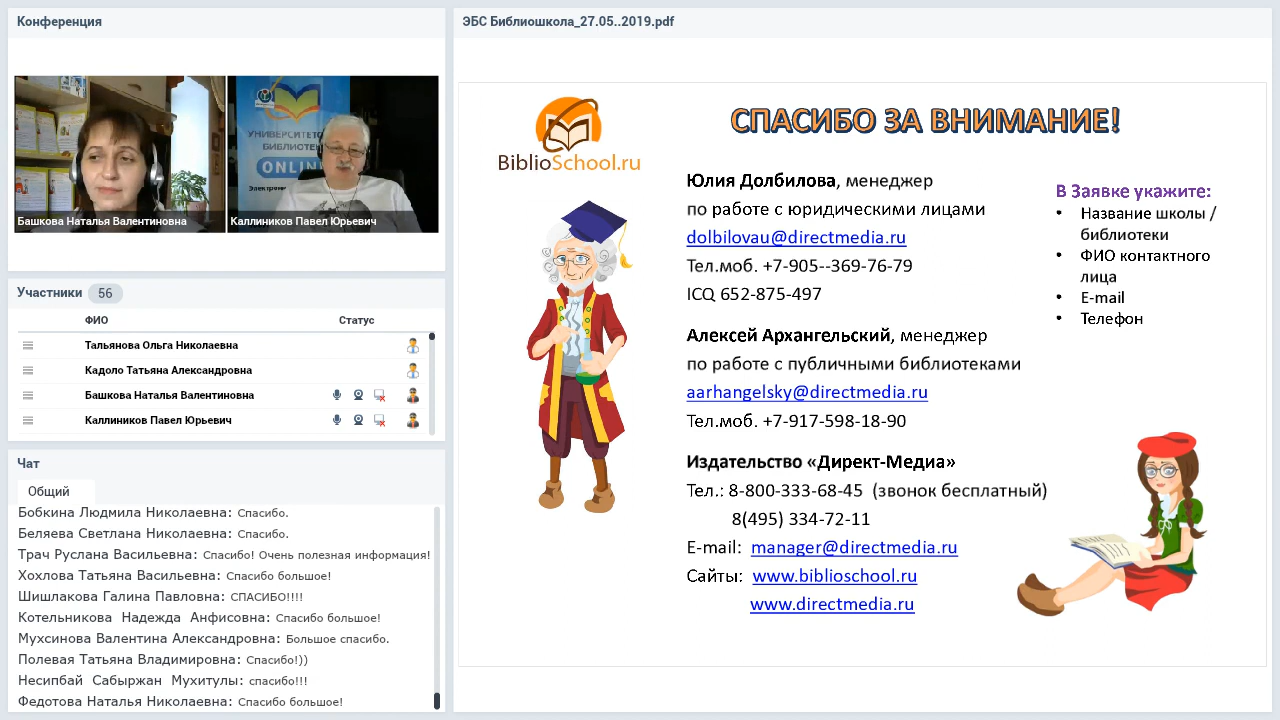 Конференция
УНИВЕРСИТЕТС
БИБЛИОТЕК
ONLINE
Башкова Наталья Валентиновна
Каллиников Павел Юрьевич
Участники 56
ФИО Статус
Тальянова Ольга Николаевна
Кадоло Татьяна Александровна
Башкова Наталья Валентиновна
Каллиников Павел Юрьевич
Чат
Общий
Бобкина Людмила Николаевна: Спасибо.
Беляева Светлана Николаевна: Спасибо.
Трач Руслана Васильевна: Спасибо! Очень полезная информация!
Хохлова Татьяна Васильевна: Спасибо большое!
Шишлакова Галина Павловна: СПАСИБО!!!!
Котельникова Надежда Анфисовна: Спасибо большое!
Мухсинова Валентина Александровна: Большое спасибо.
Полевая Татьяна Владимировна: Спасибо!))
Несипбай Сабыржан Мухитулы: спасибо!!!
Федотова Наталья Николаевна: Спасибо большое!
ЭБС Библиошкола_27.05..2019.pdf
BiblioSchool.ru
СПАСИБО ЗА ВНИМАНИЕ!
Юлия Долбилова, менеджер
по работе с юридическими лицами
dolbilovau@directmedia.ru
Тел.моб. +7-905--369-76-79
ICQ 652-875-497
Алексей Архангельский, менеджер
по работе с публичными библиотеками
aarhangelsky@directmedia.ru
Тел.моб. +7-917-598-18-90
Издательство «Директ-Медиа»
Тел.: 8-800-333-68-45 (звонок бесплатный)
8(495) 334-72-11
E-mail: manager@directmedia.ru
Сайты: www.biblioschool.ru
www.directmedia.ru
В Заявке укажите:
• Название школы /
библиотеки
• ФИО контактного
лица
• E-mail
• Телефон